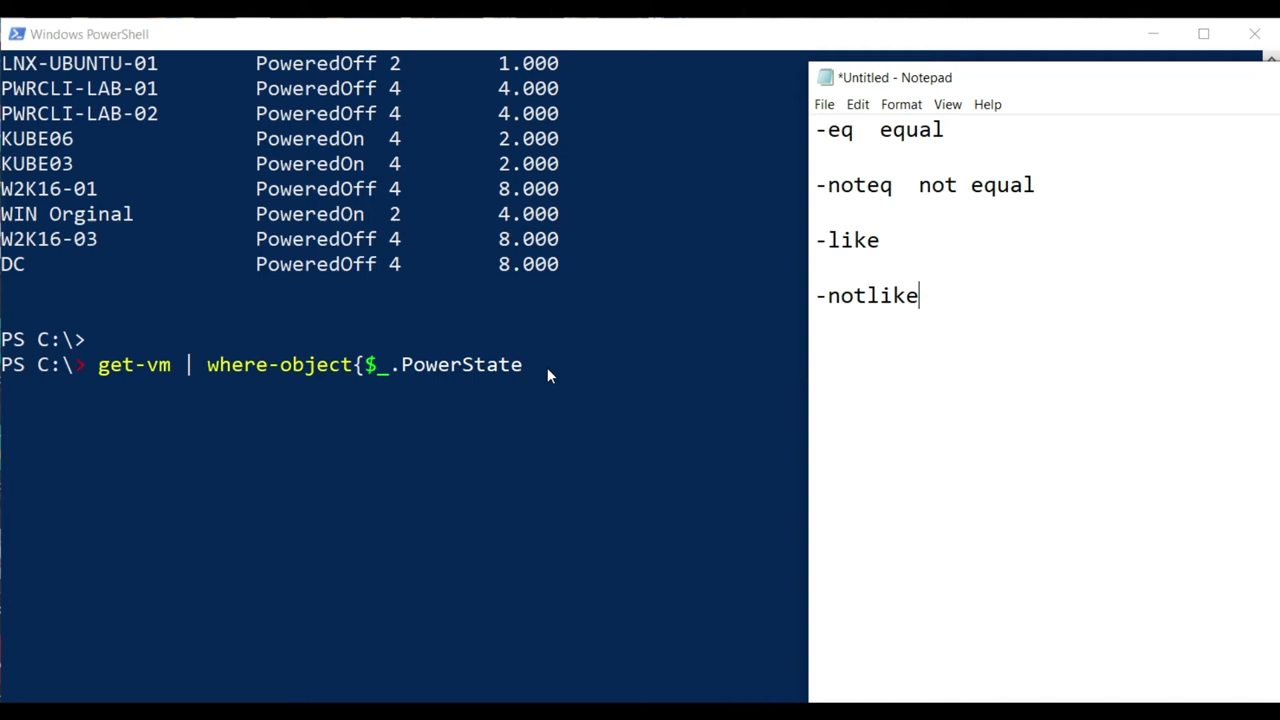 Windows PowerShell
LNX-UBUNTU-01 PoweredOff 2 1.000
PWRCLI-LAB-01 PoweredOff 4 4.000
PWRCLI-LAB-02 PoweredOff 4 4.000
KUBE06 PoweredOn 4 2.000
KUBE03 PoweredOn 4 2.000
W2K16-01 PoweredOff 4 8.000
WIN Orginal PoweredOn 2 4.000
W2K16-03 PoweredOff 4 8.000
DC PoweredOff 4 8.000
PS C:\>
PS C:\> get-vm | where-object{$_.PowerState
*Untitled - Notepad
File Edit Format View Help
-eq equal
-noteq not equal
-like
-notlike